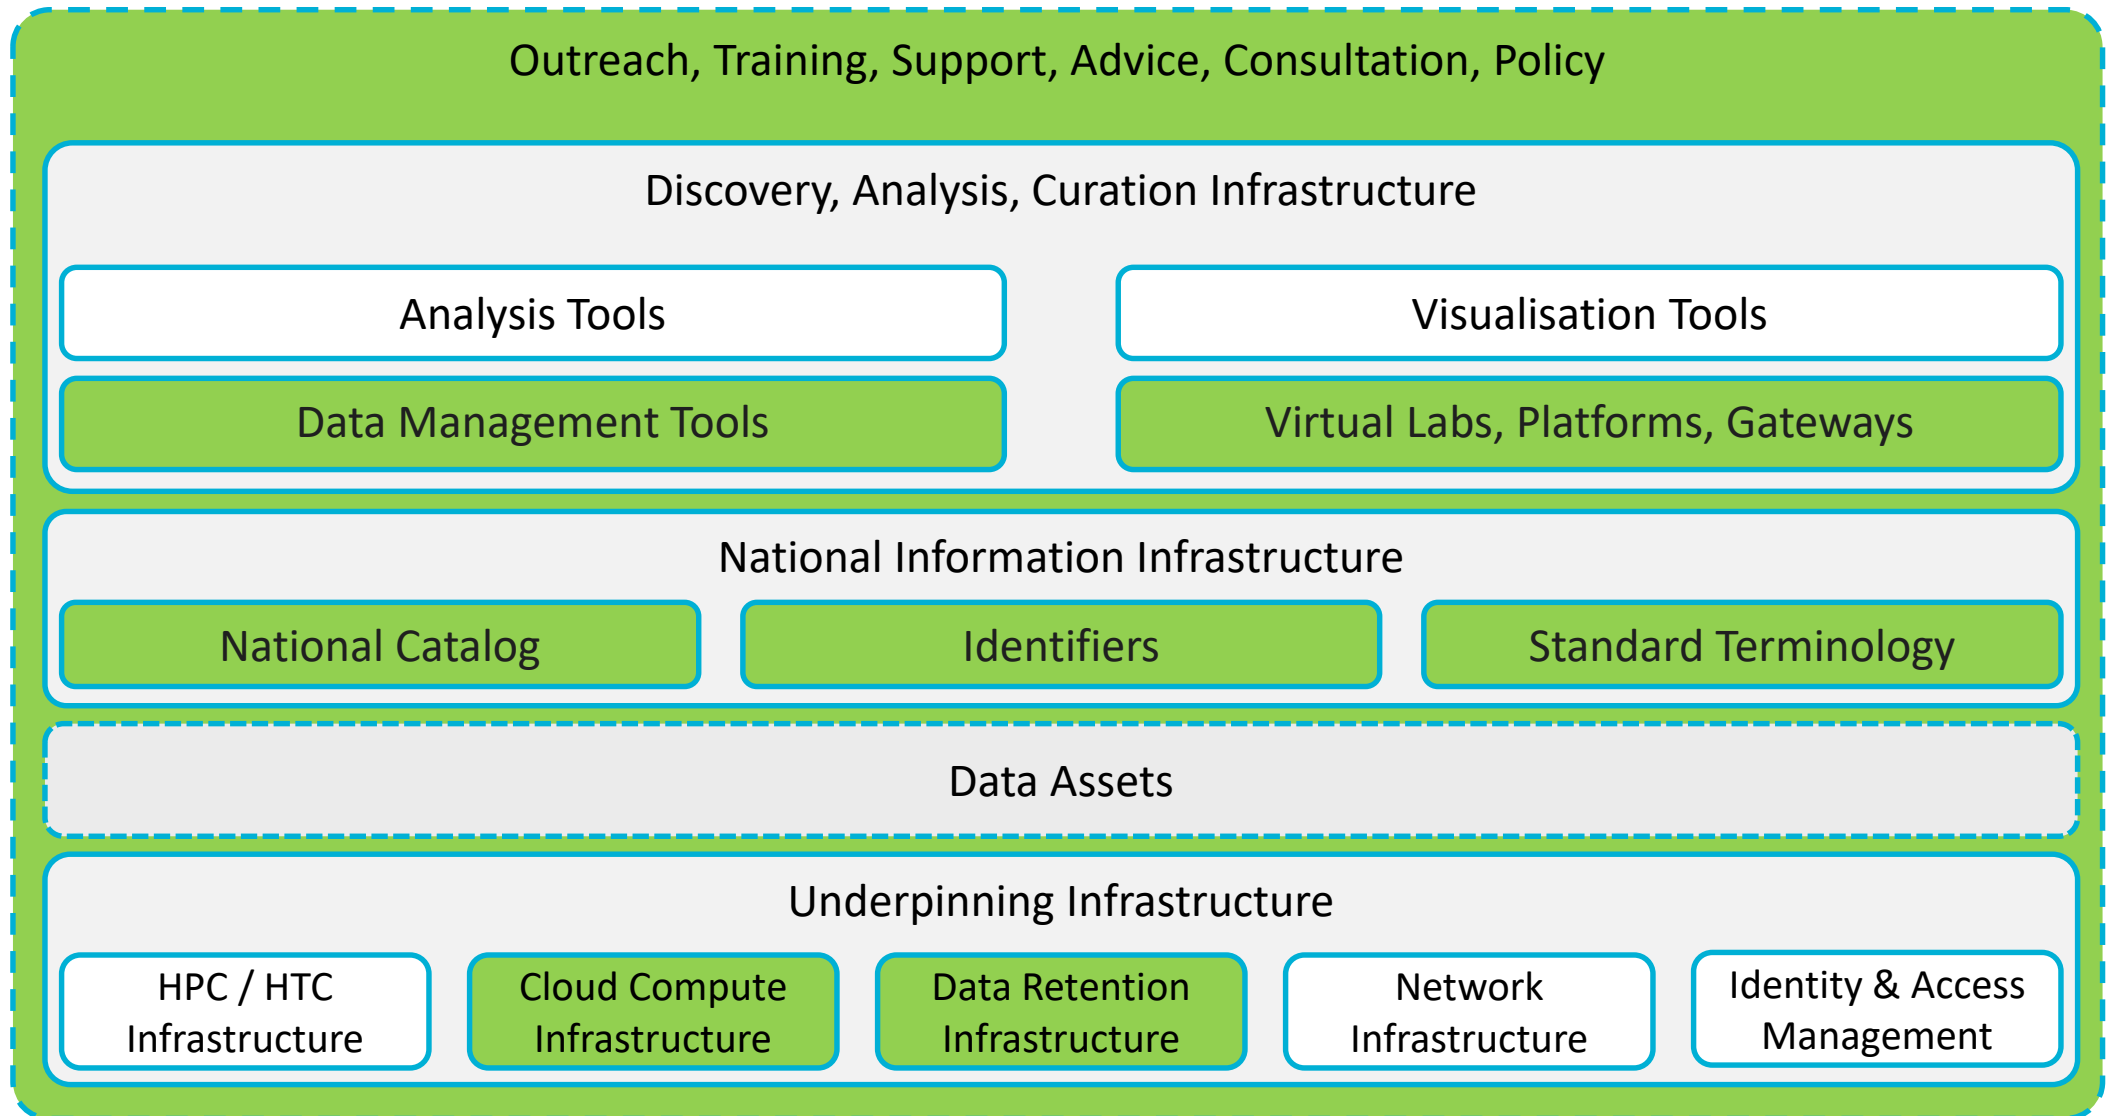 Outreach, Training, Support, Advice, Consultation, Policy
Discovery, Analysis, Curation Infrastructure
Analysis Tools
Visualisation Tools
Data Management Tools
Virtual Labs, Platforms, Gateways
National Information Infrastructure
National Catalog
Identifiers
Standard Terminology
Data Assets
Underpinning Infrastructure
HPC / HTC
Infrastructure
Cloud Compute
Infrastructure
Data Retention
Infrastructure
Network
Infrastructure
Identity & Access
Management